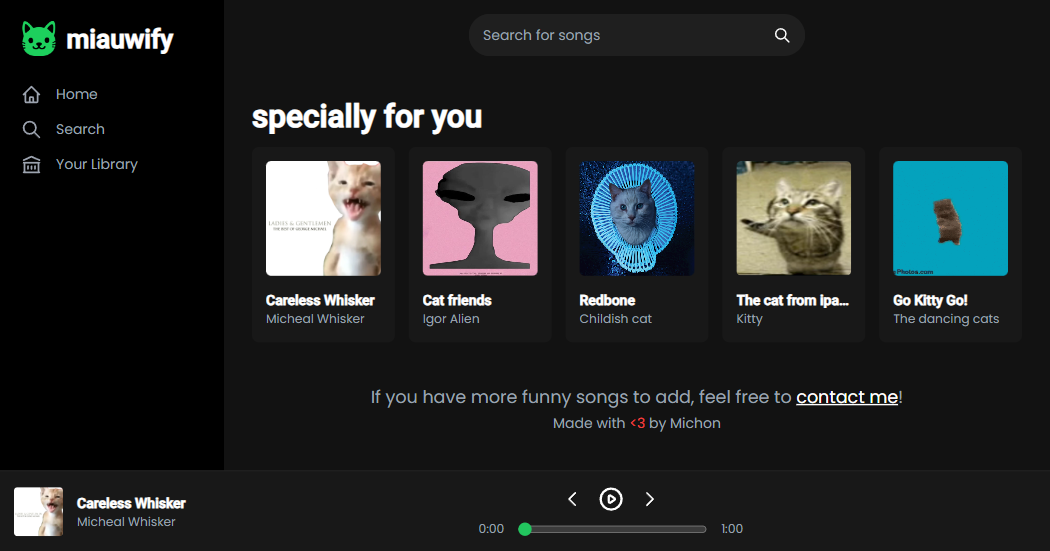 miauwify
Search for songs
Home
Search
Your Library
specially for you
LADIES & GENTLEMEN
THE BEST OF GEORGE MICHAEL
Careless Whisker
Micheal Whisker
Cat friends
Igor Alien
Redbone
Childish cat
The cat from ipa...
Kitty
Photos.com
Go Kitty Go!
The dancing cats
If you have more funny songs to add, feel free to contact me!
Made with <3 by Michon
Careless Whisker
Micheal Whisker
0:00
1:00